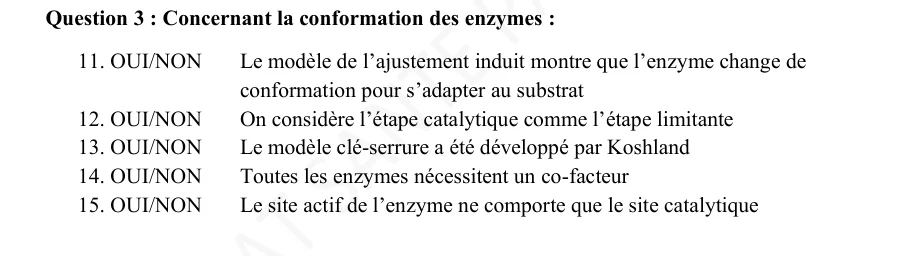 Question 3 : Concernant la conformation des enzymes :
11. OUI/NON Le modèle de l’ajustement induit montre que l’enzyme change de
conformation pour s’adapter au substrat
12. OUI/NON On considère l’étape catalytique comme l’étape limitante
13. OUI/NON Le modèle clé-serrure a été développé par Koshland
14. OUI/NON Toutes les enzymes nécessitent un co-facteur
15. OUI/NON Le site actif de l’enzyme ne comporte que le site catalytique